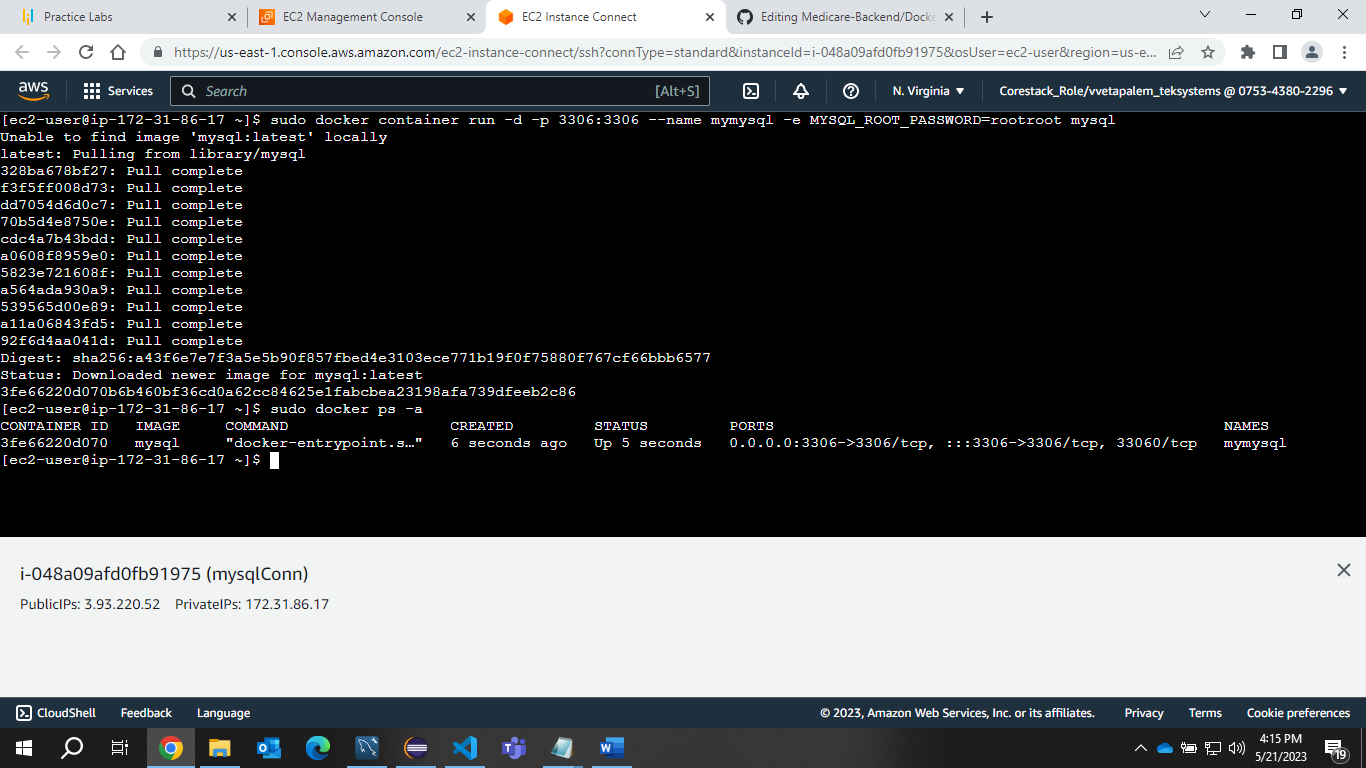 Practice Labs
EC2 Management Console
EC2 Instance Connect
Editing Medicare-Backend/Docke
https://us-east-1.console.aws.amazon.com/ec2-instance-connect/ssh?connType=standard&instanceId=i-048a09afd0fb91975&osUser=ec2-user&region=us-e...
aws
Services
Search
[Alt+S]
N. Virginia
Corestack_Role/vvetapalem_teksystems @ 0753-4380-2296
[ec2-user@ip-172-31-86-17 ~]$ sudo docker container run -d -p 3306:3306 --name mymysql -e MYSQL_ROOT_PASSWORD=rootroot mysql
Unable to find image 'mysql:latest' locally
latest: Pulling from library/mysql
328ba678bf27: Pull complete
f3f5ff008d73: Pull complete
dd7054d6d0c7: Pull complete
70b5d4e8750e: Pull complete
cdc4a7b43bdd: Pull complete
a0608f8959e0: Pull complete
5823e721608f: Pull complete
a564ada930a9: Pull complete
539565d00e89: Pull complete
a11a06843fd5: Pull complete
92f6d4aa041d: Pull complete
Digest: sha256:a43f6e7e7f3a5e5b90f857fbed4e3103ece771b19f0f75880f767cf66bbb6577
Status: Downloaded newer image for mysql:latest
3fe66220d070b6b460bf36cd0a62cc84625e1fabcbea23198afa739dfeeb2c86
[ec2-user@ip-172-31-86-17 ~]$ sudo docker ps -a
CONTAINER ID IMAGE COMMAND CREATED STATUS PORTS NAMES
3fe66220d070 mysql "docker-entrypoint.s…" 6 seconds ago Up 5 seconds 0.0.0.0:3306->3306/tcp, :::3306->3306/tcp, 33060/tcp mymysql
[ec2-user@ip-172-31-86-17 ~]$
i-048a09afd0fb91975 (mysqlConn)
PublicIPs: 3.93.220.52 PrivateIPs: 172.31.86.17
CloudShell Feedback Language
© 2023, Amazon Web Services, Inc. or its affiliates. Privacy Terms Cookie preferences
4:15 PM
5/21/2023
19